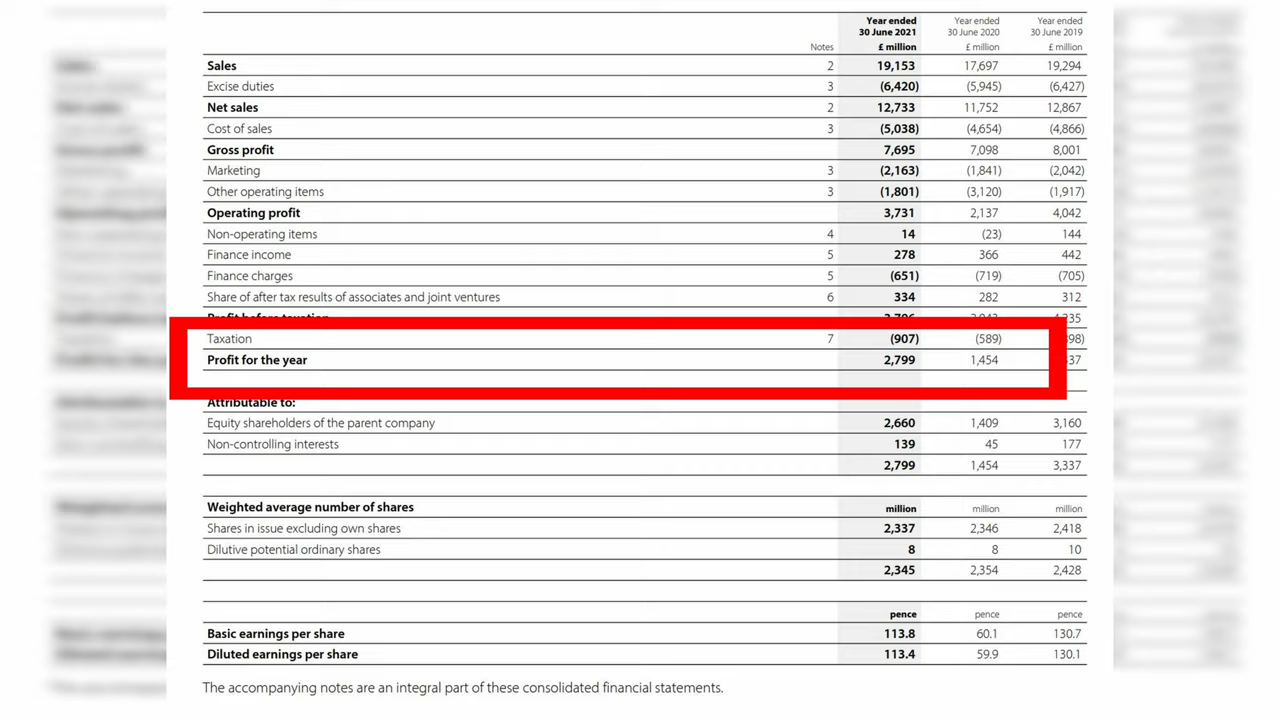 Year ended Year ended Year ended
30 June 2021 30 June 2020 30 June 2019
Notes £ million £ million £ million
Sales 2 19,153 17,697 19,294
Excise duties 3 (6,420) (5,945) (6,427)
Net sales 2 12,733 11,752 12,867
Cost of sales 3 (5,038) (4,654) (4,866)
Gross profit 7,695 7,098 8,001
Marketing 3 (2,163) (1,841) (2,042)
Other operating items 3 (1,801) (3,120) (1,917)
Operating profit 3,731 2,137 4,042
Non-operating items 4 14 (23) 144
Finance income 5 278 366 442
Finance charges 5 (651) (719) (705)
Share of after tax results of associates and joint ventures 6 334 282 312
Profit before taxation
Taxation 7 (907) (589)
Profit for the year 2,799 1,454
Attributable to:
Equity shareholders of the parent company 2,660 1,409 3,160
Non-controlling interests 139 45 177
2,799 1,454 3,337
Weighted average number of shares million million million
Shares in issue excluding own shares 2,337 2,346 2,418
Dilutive potential ordinary shares 8 8 10
2,345 2,354 2,428
pence pence pence
Basic earnings per share 113.8 60.1 130.7
Diluted earnings per share 113.4 59.9 130.1
The accompanying notes are an integral part of these consolidated financial statements.